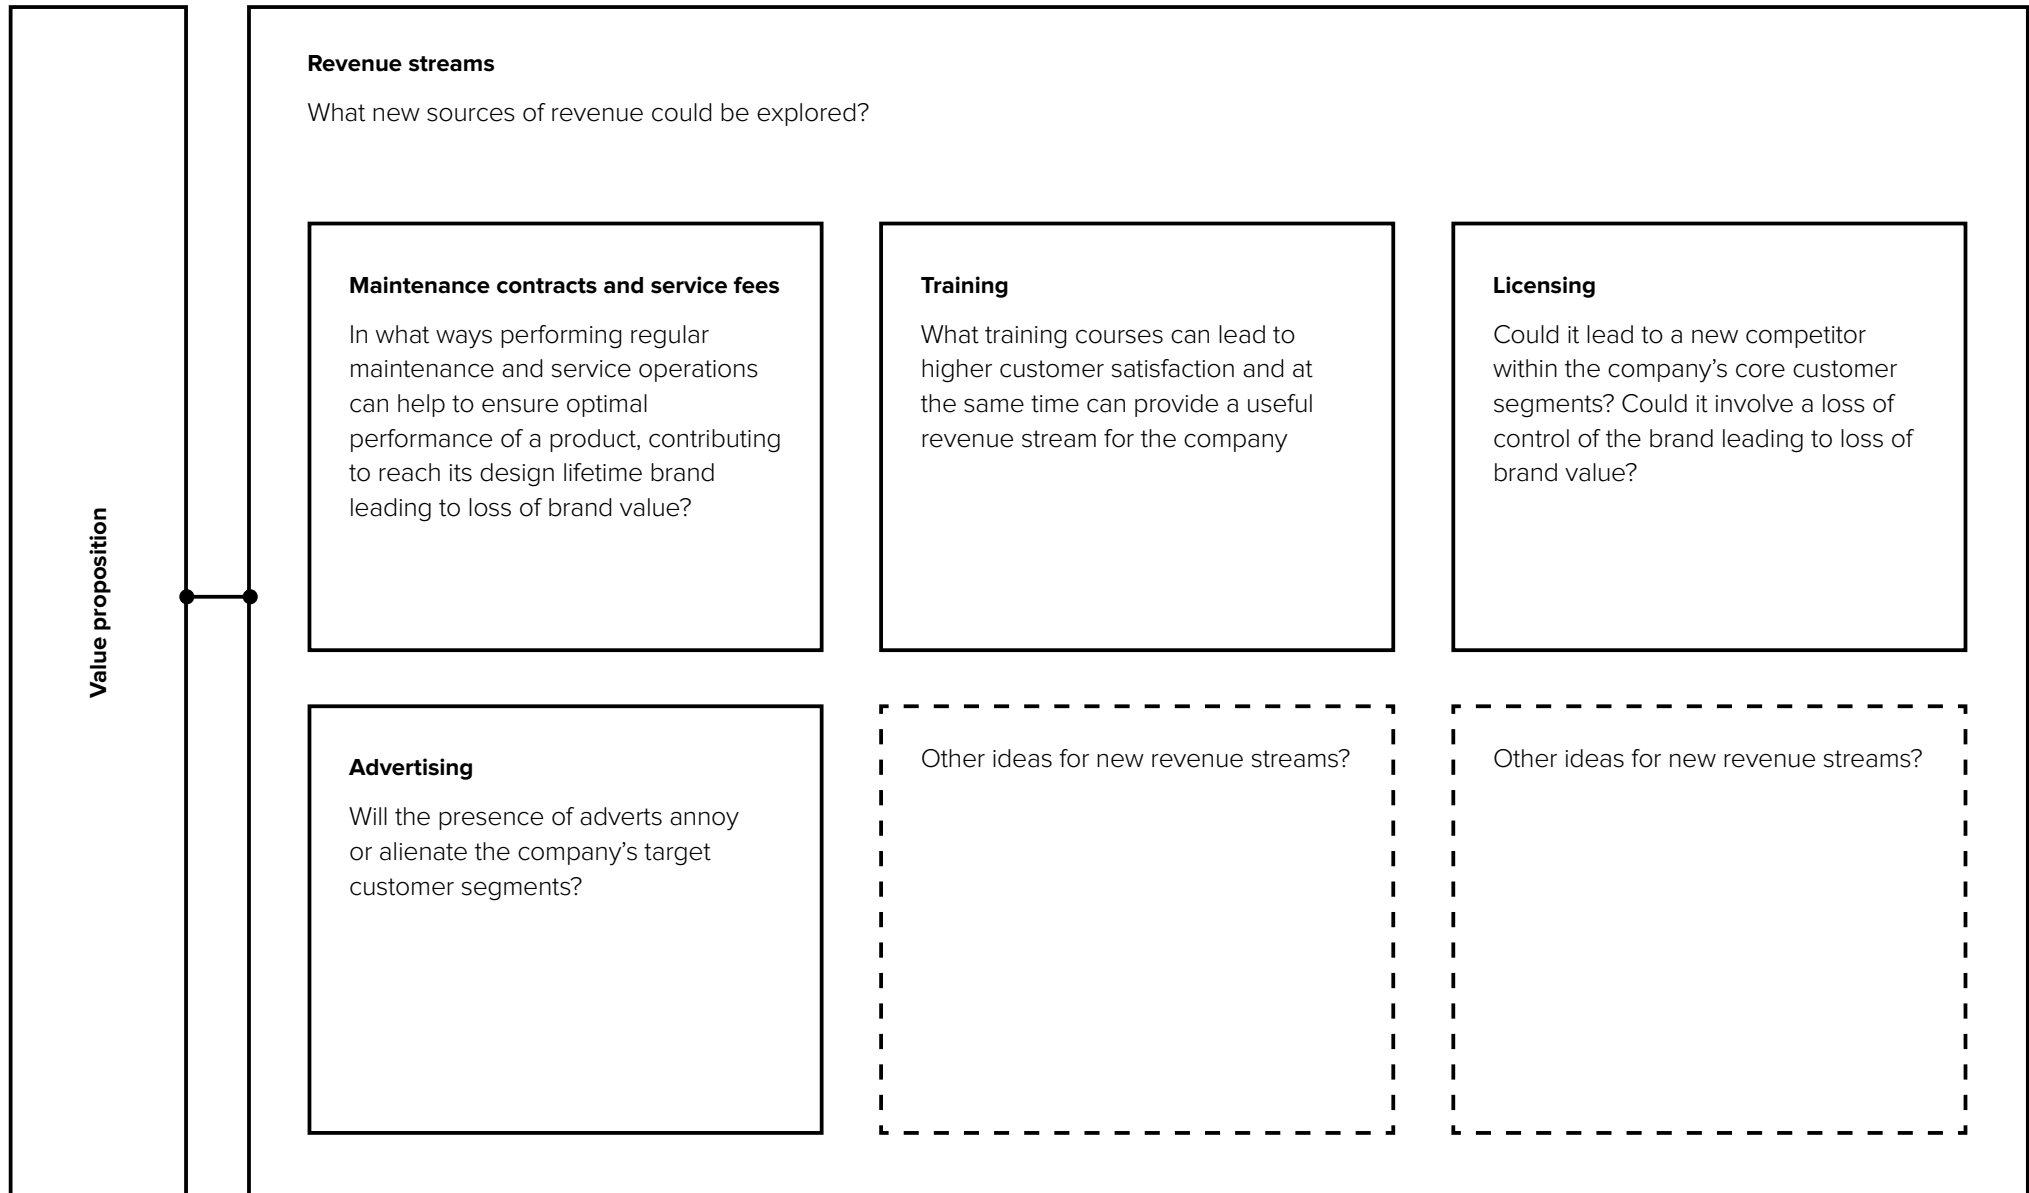 Value proposition
Revenue streams
What new sources of revenue could be explored?
Maintenance contracts and service fees
In what ways performing regular
maintenance and service operations
can help to ensure optimal
performance of a product, contributing
to reach its design lifetime brand
leading to loss of brand value?
Training
What training courses can lead to
higher customer satisfaction and at
the same time can provide a useful
revenue stream for the company
Licensing
Could it lead to a new competitor
within the company’s core customer
segments? Could it involve a loss of
control of the brand leading to loss of
brand value?
Advertising
Will the presence of adverts annoy
or alienate the company’s target
customer segments?
Other ideas for new revenue streams?
Other ideas for new revenue streams?